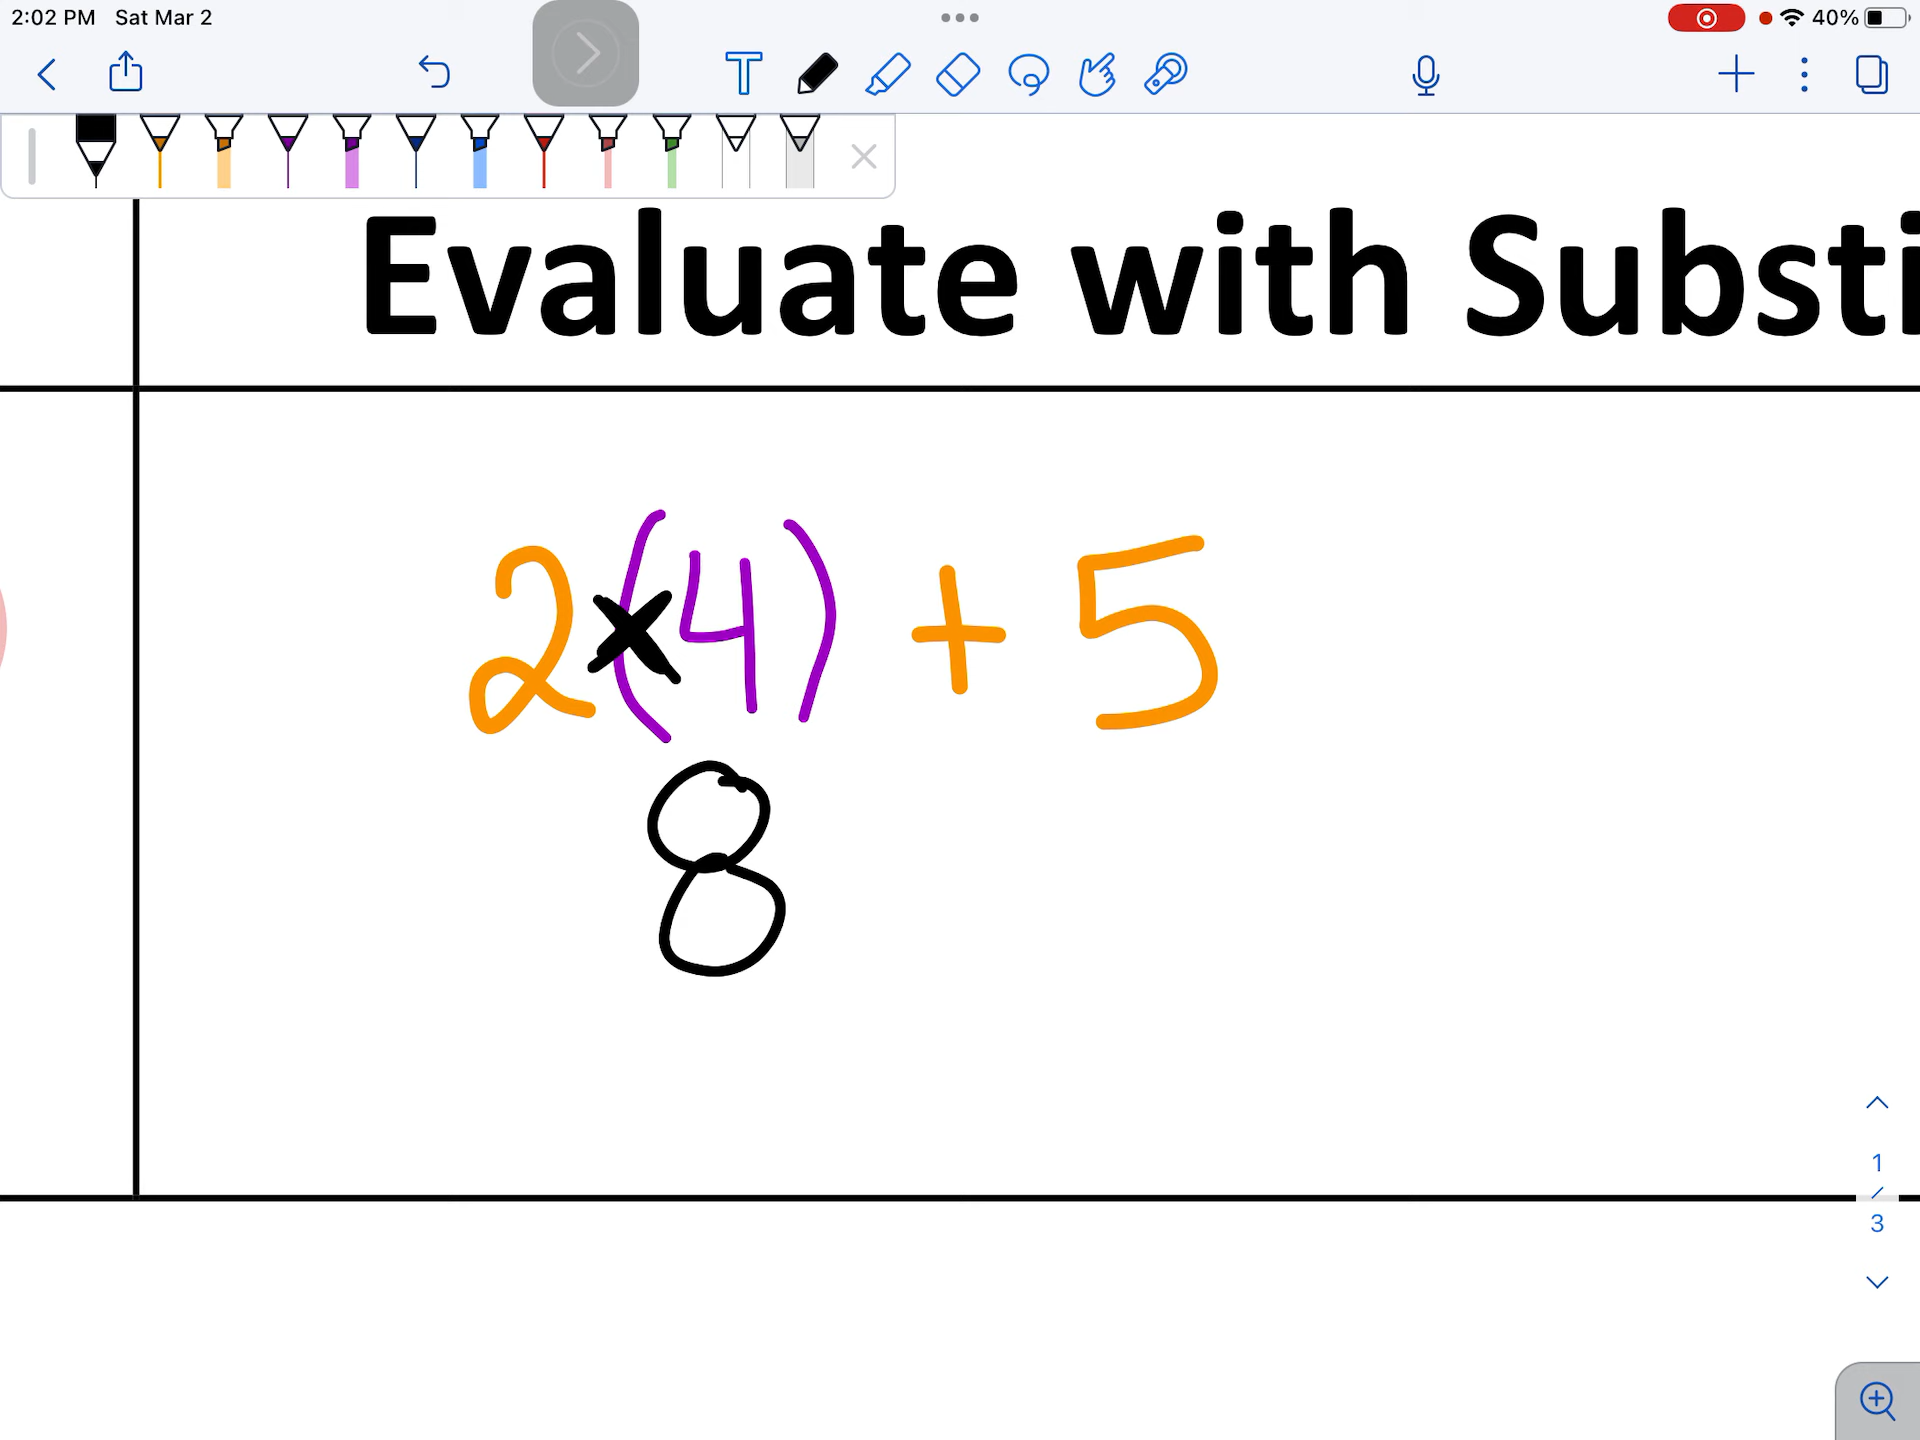 2:02 PM Sat Mar 2
40%
T
Evaluate with Substi
2×(4) + 5
8
1
/
3